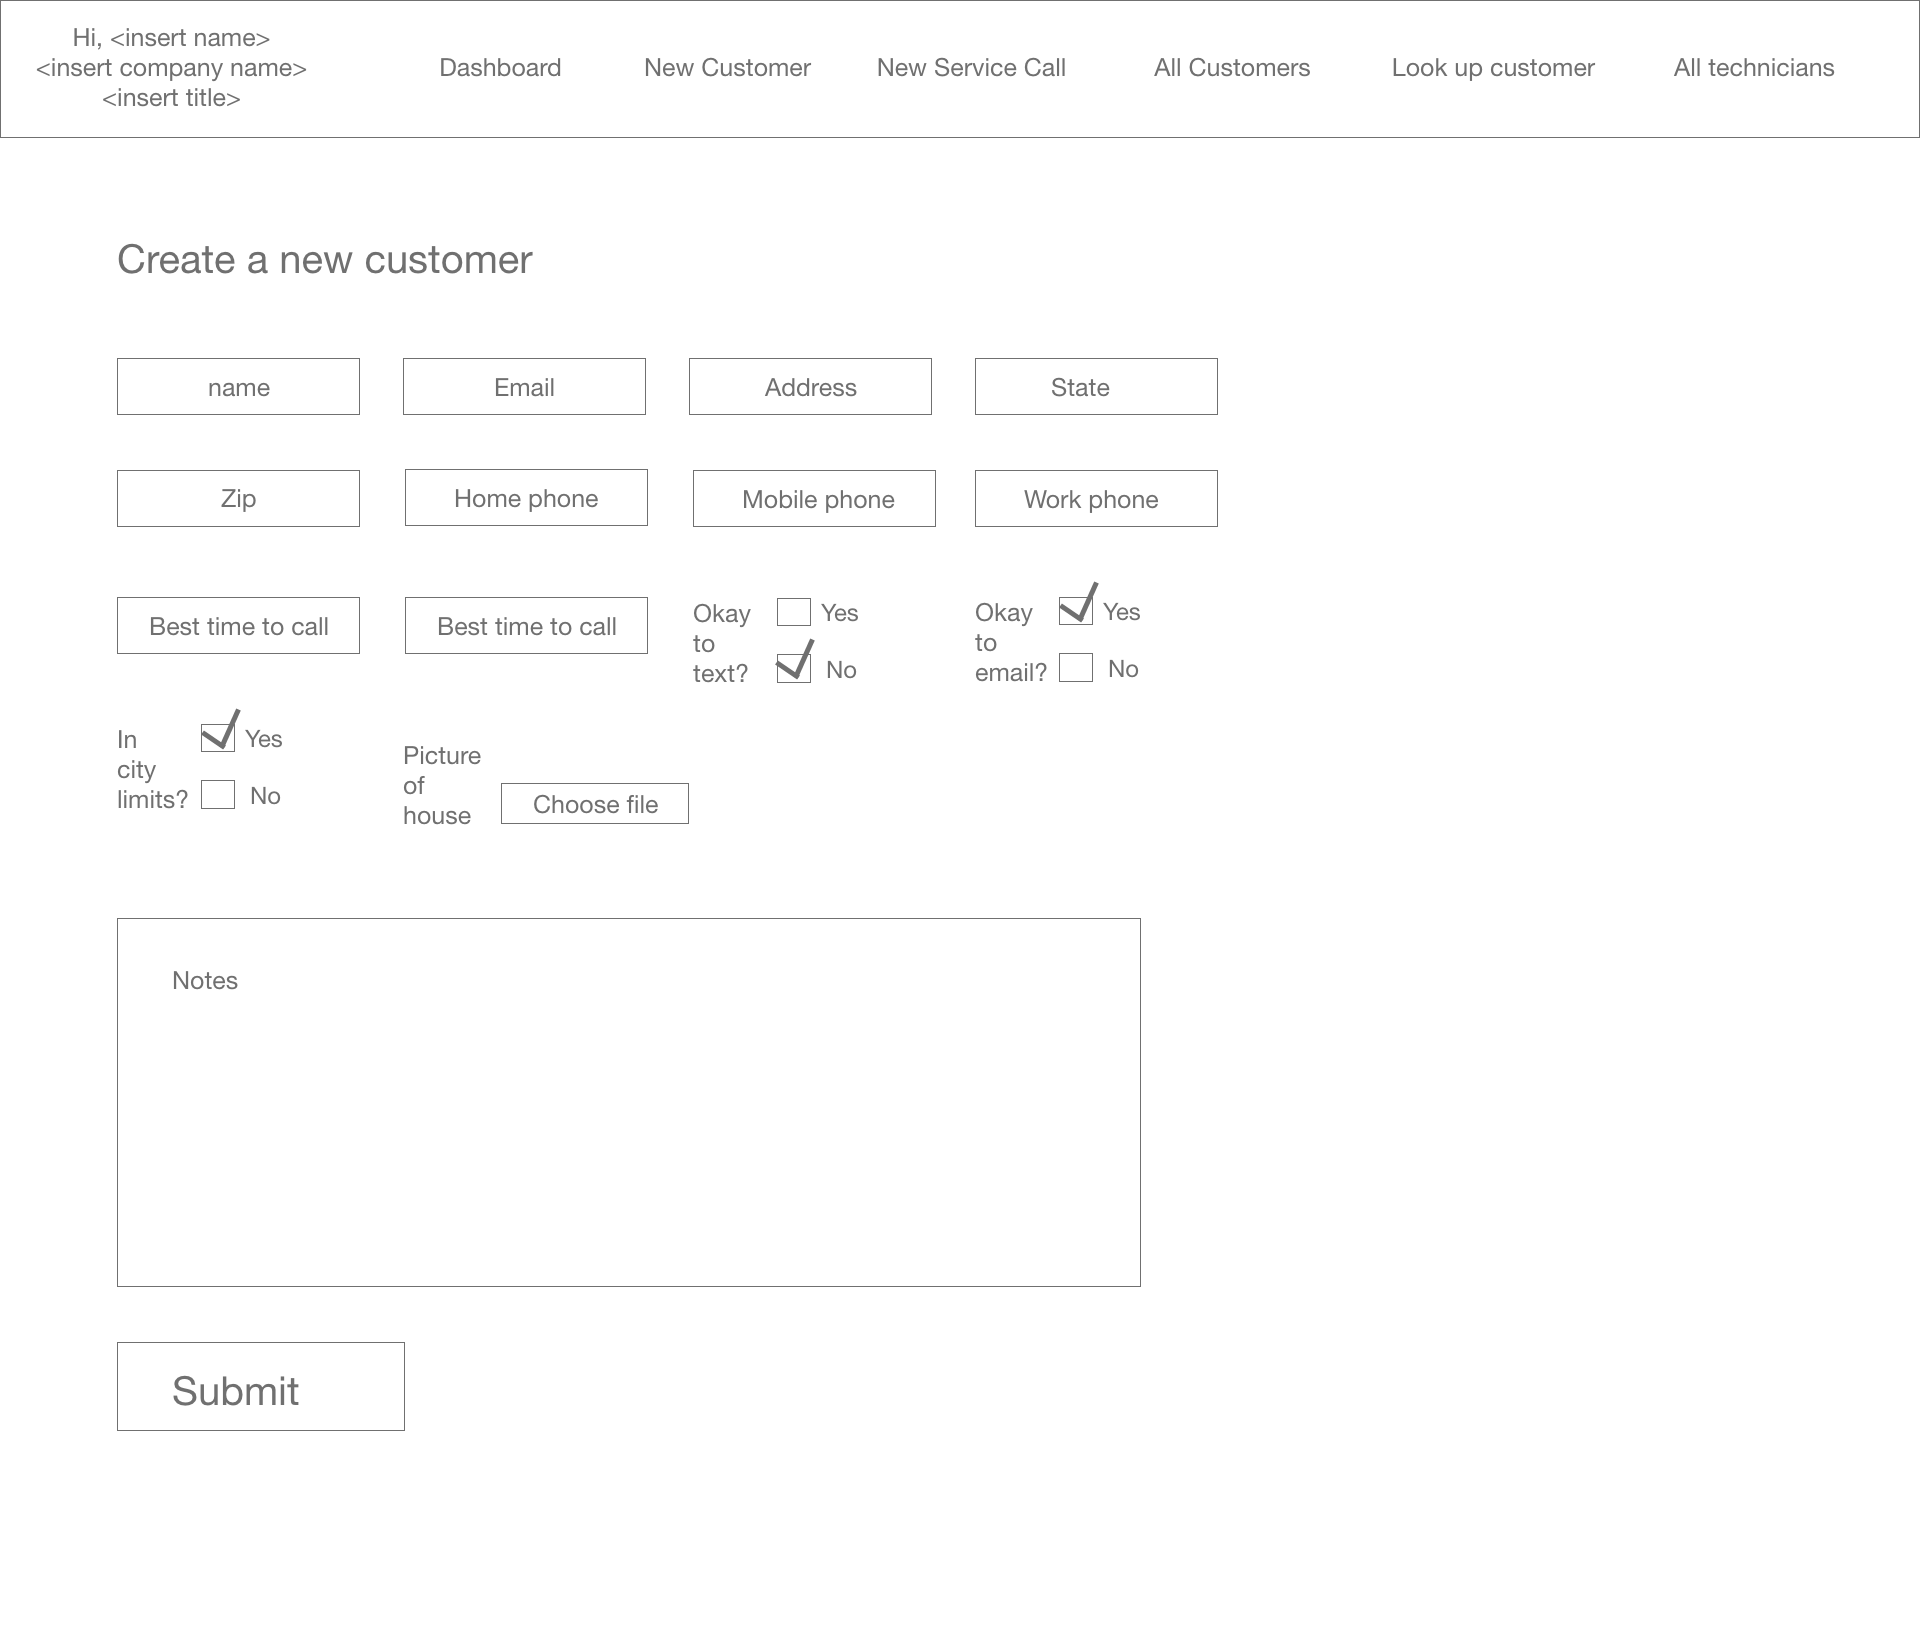 Hi, <insert name>
<insert company name>
<insert title>
Dashboard
New Customer
New Service Call
All Customers
Look up customer
All technicians
Create a new customer
name
Email
Address
State
Zip
Home phone
Mobile phone
Work phone
Best time to call
Best time to call
Okay
to
text?
Yes
No
Okay
to
email?
Yes
No
In
city
limits?
Yes
No
Picture
of
house
Choose file
Notes
Submit